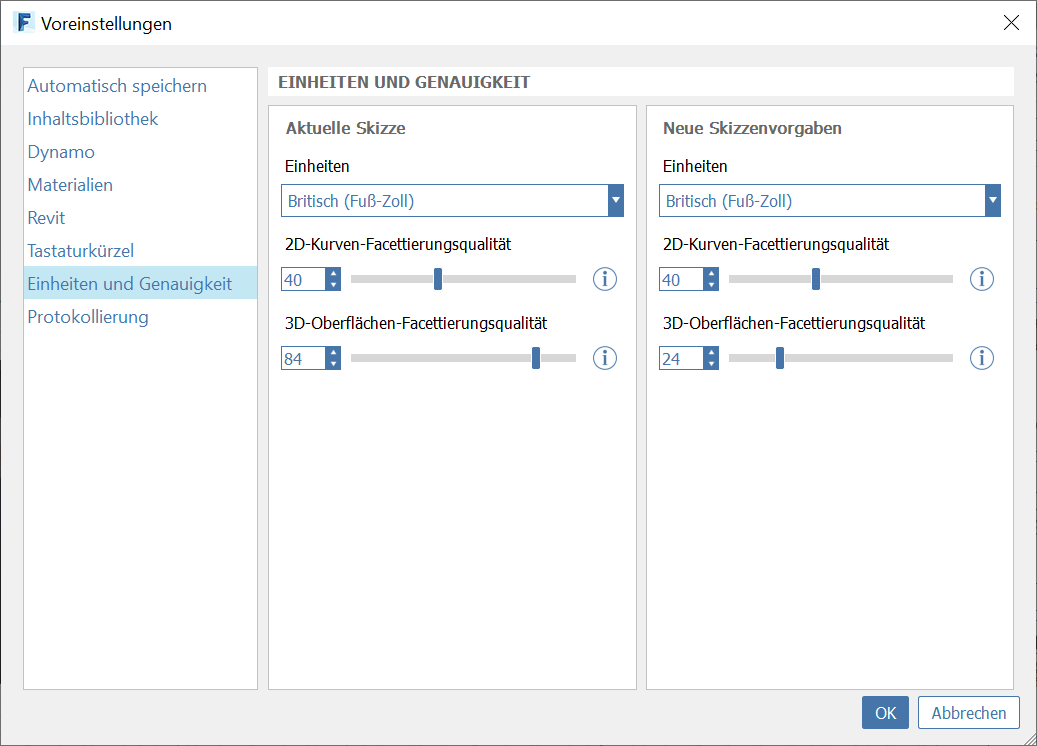 Voreinstellungen
Automatisch speichern
Inhaltsbibliothek
Dynamo
Materialien
Revit
Tastaturkürzel
Einheiten und Genauigkeit
Protokollierung
EINHEITEN UND GENAUIGKEIT
Aktuelle Skizze
Einheiten
Britisch (Fuß-Zoll)
2D-Kurven-Facettierungsqualität
40
3D-Oberflächen-Facettierungsqualität
84
Neue Skizzenvorgaben
Einheiten
Britisch (Fuß-Zoll)
2D-Kurven-Facettierungsqualität
40
3D-Oberflächen-Facettierungsqualität
24
OK
Abbrechen